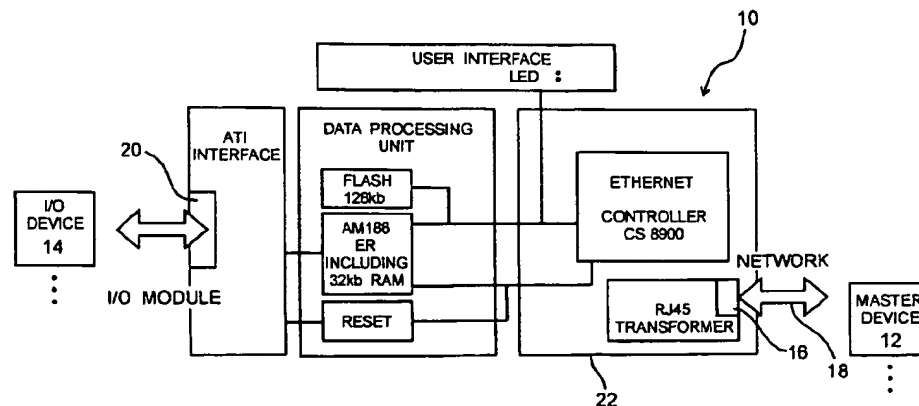 10
USER INTERFACE
LED :
ATI
INTERFACE
20
DATA PROCESSING
UNIT
FLASH
128kb
AM186
ER
INCLUDING
32kb RAM
RESET
ETHERNET
CONTROLLER
CS 8900
I/O
DEVICE
14
I/O MODULE
NETWORK
RJ45
TRANSFORMER
16
18
MASTER
DEVICE
12
22